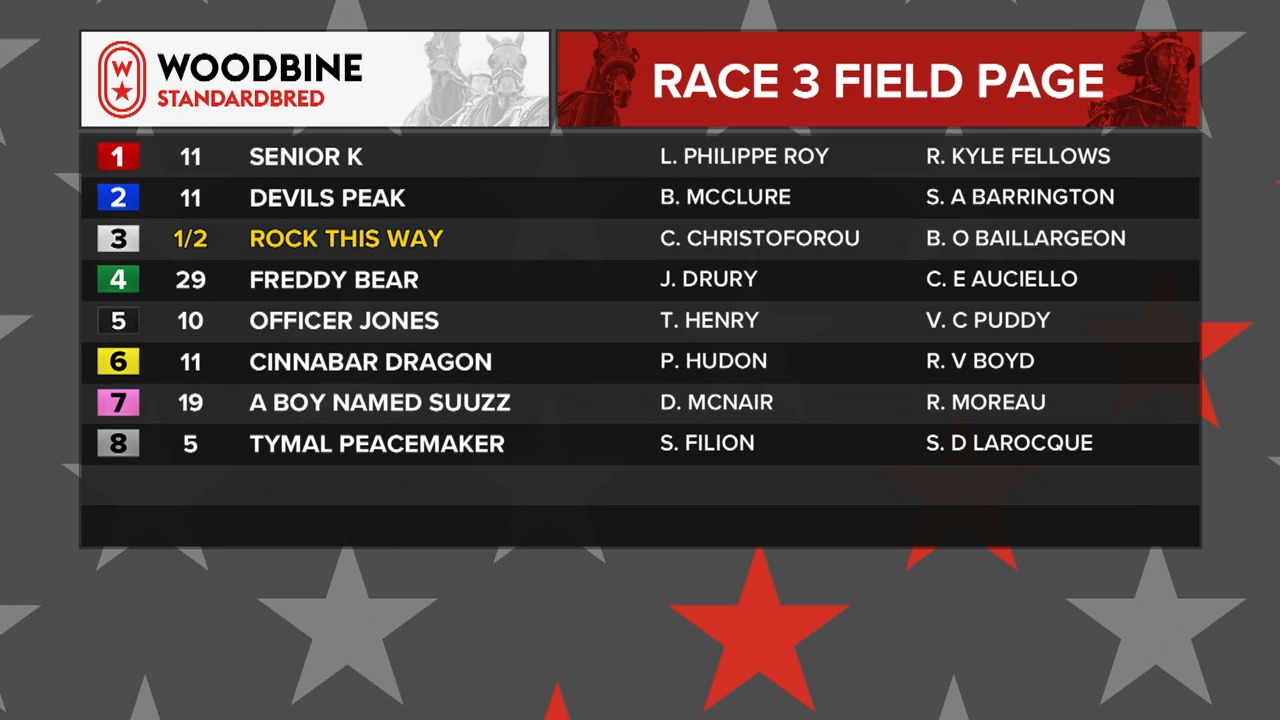 W
WOODBINE
STANDARDBRED
RACE 3 FIELD PAGE
1 11 SENIOR K L. PHILIPPE ROY R. KYLE FELLOWS
2 11 DEVILS PEAK B. MCCLURE S. A BARRINGTON
3 1/2 ROCK THIS WAY C. CHRISTOFOROU B. O BAILLARGEON
4 29 FREDDY BEAR J. DRURY C. E AUCIELLO
5 10 OFFICER JONES T. HENRY V. C PUDDY
6 11 CINNABAR DRAGON P. HUDON R. V BOYD
7 19 A BOY NAMED SUUZZ D. MCNAIR R. MOREAU
8 5 TYMAL PEACEMAKER S. FILION S. D LAROCQUE